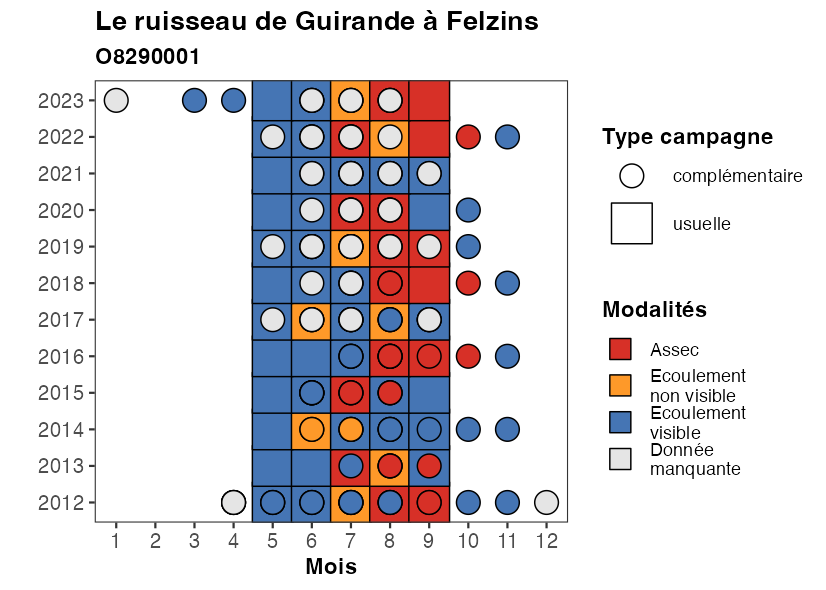 Le ruisseau de Guirande à Felzins
O8290001
2023
2022
2021
2020
2019
2018
2017
2016
2015
2014
2013
2012
1 2 3 4 5 6 7 8 9 10 11 12
Mois
Type campagne
complémentaire
usuelle
Modalités
Assec
Ecoulement
non visible
Ecoulement
visible
Donnée
manquante